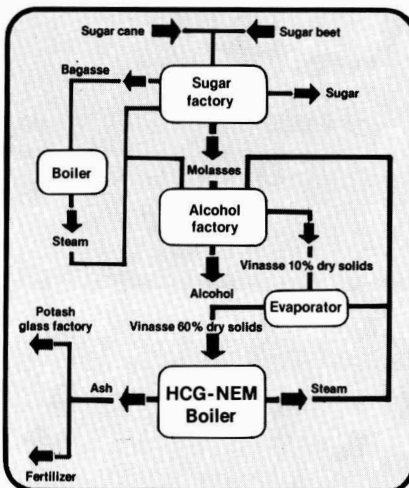 Sugar cane
Sugar beet
Bagasse
Sugar
factory
Sugar
Boiler
Molasses
Steam
Alcohol
factory
Vinasse 10% dry solids
Alcohol
Evaporator
Potash
glass factory
Vinasse 60% dry solids
Ash
HCG-NEM
Boiler
Steam
Fertilizer